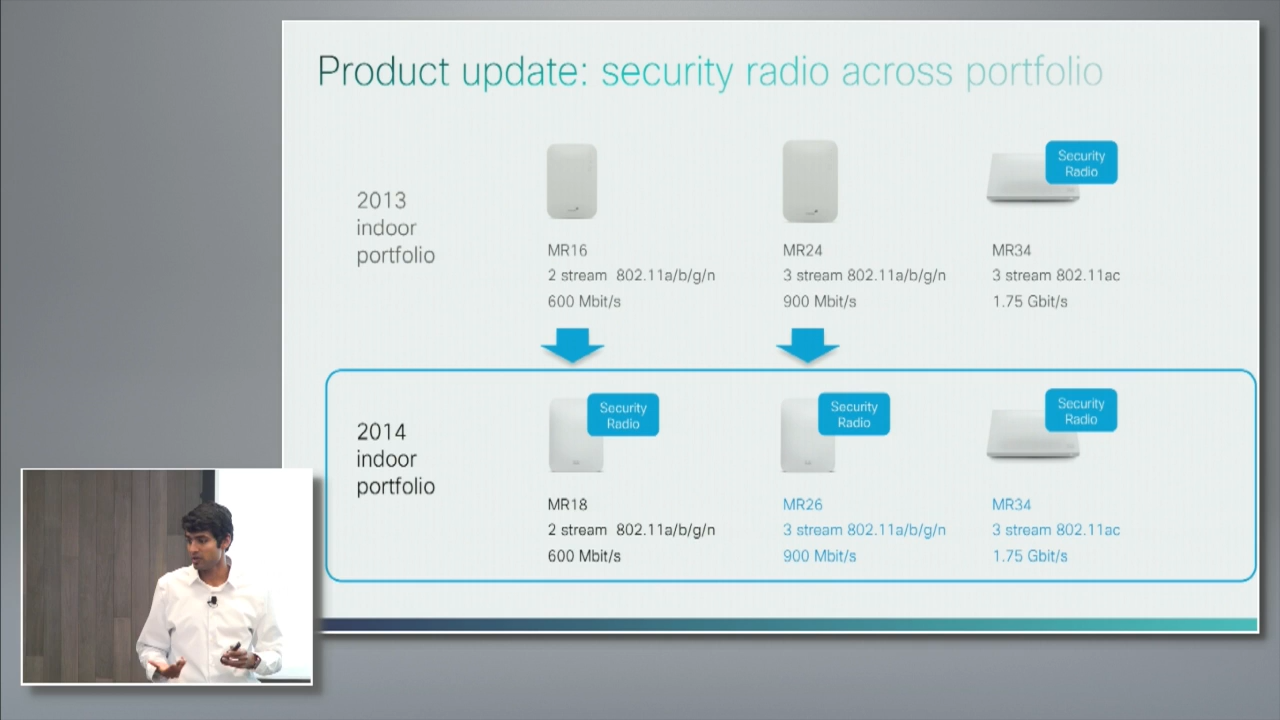 Product update: security radio across portfolio
2013
indoor
portfolio
MR16
2 stream 802.11a/b/g/n
600 Mbit/s
MR24
3 stream 802.11a/b/g/n
900 Mbit/s
Security
Radio
MR34
3 stream 802.11ac
1.75 Gbit/s
2014
indoor
portfolio
Security
Radio
MR18
2 stream 802.11a/b/g/n
600 Mbit/s
Security
Radio
MR26
3 stream 802.11a/b/g/n
900 Mbit/s
Security
Radio
MR34
3 stream 802.11ac
1.75 Gbit/s